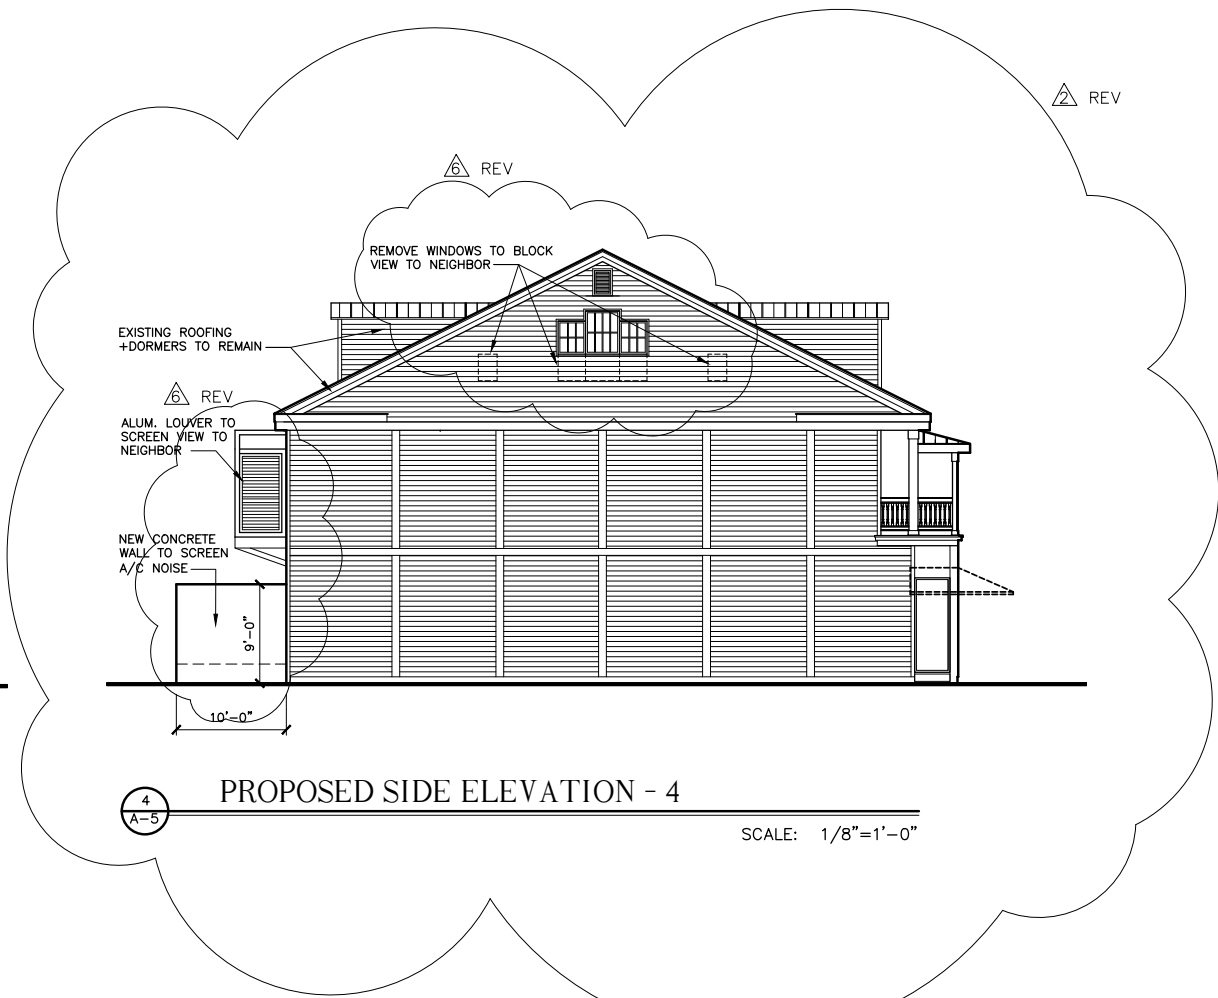 2 REV
6 REV
REMOVE WINDOWS TO BLOCK
VIEW TO NEIGHBOR
EXISTING ROOFING
+DORMERS TO REMAIN
6 REV
ALUM. LOUVER TO
SCREEN VIEW TO
NEIGHBOR
NEW CONCRETE
WALL TO SCREEN
A/C NOISE
9'-0"
10'-0"
4
A-5
PROPOSED SIDE ELEVATION - 4
SCALE: 1/8"=1'-0"